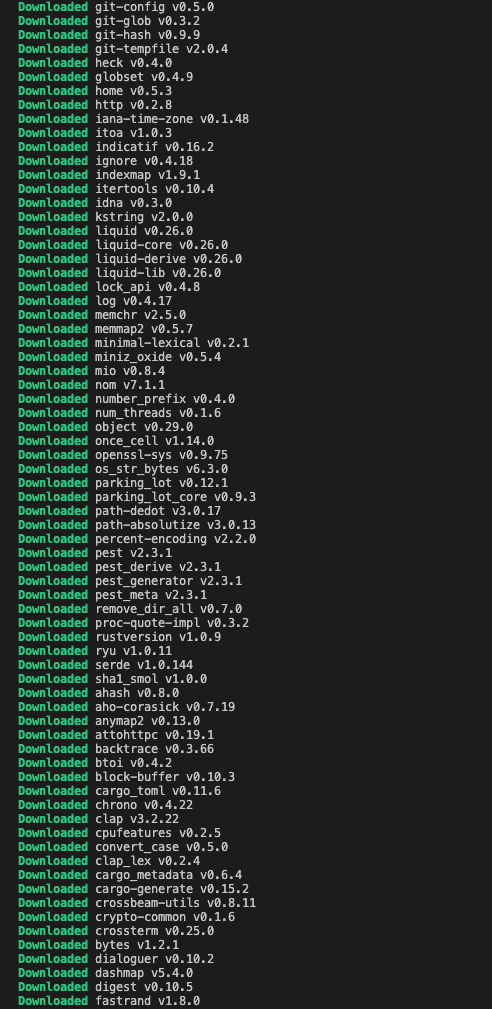 Downloaded git-config v0.5.0
Downloaded git-glob v0.3.2
Downloaded git-hash v0.9.9
Downloaded git-tempfile v2.0.4
Downloaded heck v0.4.0
Downloaded globset v0.4.9
Downloaded home v0.5.3
Downloaded http v0.2.8
Downloaded iana-time-zone v0.1.48
Downloaded itoa v1.0.3
Downloaded indicatif v0.16.2
Downloaded ignore v0.4.18
Downloaded indexmap v1.9.1
Downloaded itertools v0.10.4
Downloaded idna v0.3.0
Downloaded kstring v2.0.0
Downloaded liquid v0.26.0
Downloaded liquid-core v0.26.0
Downloaded liquid-derive v0.26.0
Downloaded liquid-lib v0.26.0
Downloaded lock_api v0.4.8
Downloaded log v0.4.17
Downloaded memchr v2.5.0
Downloaded memmap2 v0.5.7
Downloaded minimal-lexical v0.2.1
Downloaded miniz_oxide v0.5.4
Downloaded mio v0.8.4
Downloaded nom v7.1.1
Downloaded number_prefix v0.4.0
Downloaded num_threads v0.1.6
Downloaded object v0.29.0
Downloaded once_cell v1.14.0
Downloaded openssl-sys v0.9.75
Downloaded os_str_bytes v6.3.0
Downloaded parking_lot v0.12.1
Downloaded parking_lot_core v0.9.3
Downloaded path-dedot v3.0.17
Downloaded path-absolutize v3.0.13
Downloaded percent-encoding v2.2.0
Downloaded pest v2.3.1
Downloaded pest_derive v2.3.1
Downloaded pest_generator v2.3.1
Downloaded pest_meta v2.3.1
Downloaded remove_dir_all v0.7.0
Downloaded proc-quote-impl v0.3.2
Downloaded rustversion v1.0.9
Downloaded ryu v1.0.11
Downloaded serde v1.0.144
Downloaded sha1_smol v1.0.0
Downloaded ahash v0.8.0
Downloaded aho-corasick v0.7.19
Downloaded anymap2 v0.13.0
Downloaded attohttpc v0.19.1
Downloaded backtrace v0.3.66
Downloaded btoi v0.4.2
Downloaded block-buffer v0.10.3
Downloaded cargo_toml v0.11.6
Downloaded chrono v0.4.22
Downloaded clap v3.2.22
Downloaded cpufeatures v0.2.5
Downloaded convert_case v0.5.0
Downloaded clap_lex v0.2.4
Downloaded cargo_metadata v0.6.4
Downloaded cargo-generate v0.15.2
Downloaded crossbeam-utils v0.8.11
Downloaded crypto-common v0.1.6
Downloaded crossterm v0.25.0
Downloaded bytes v1.2.1
Downloaded dialoguer v0.10.2
Downloaded dashmap v5.4.0
Downloaded digest v0.10.5
Downloaded fastrand v1.8.0